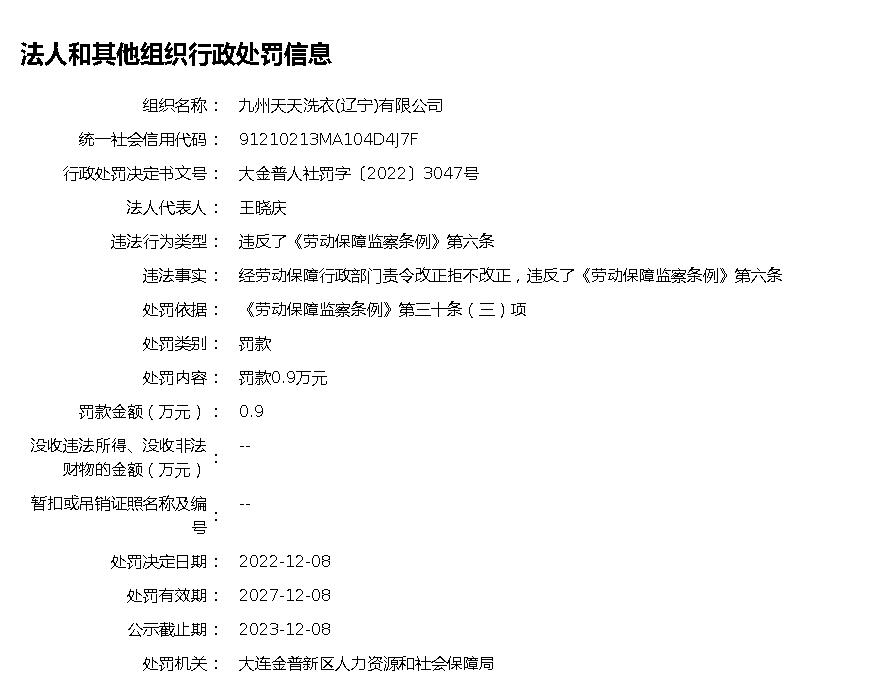 法人和其他组织行政处罚信息
组织名称： 九州天天洗衣(辽宁)有限公司
统一社会信用代码： 91210213MA104D4J7F
行政处罚决定书文号： 大金普人社罚字〔2022〕3047号
法人代表人： 王晓庆
违法行为类型： 违反了《劳动保障监察条例》第六条
违法事实： 经劳动保障行政部门责令改正拒不改正，违反了《劳动保障监察条例》第六条
处罚依据： 《劳动保障监察条例》第三十条（三）项
处罚类别： 罚款
处罚内容： 罚款0.9万元
罚款金额（万元）： 0.9
没收违法所得、没收非法
财物的金额（万元）： --
暂扣或吊销证照名称及编
号： --
处罚决定日期： 2022-12-08
处罚有效期： 2027-12-08
公示截止期： 2023-12-08
处罚机关： 大连金普新区人力资源和社会保障局